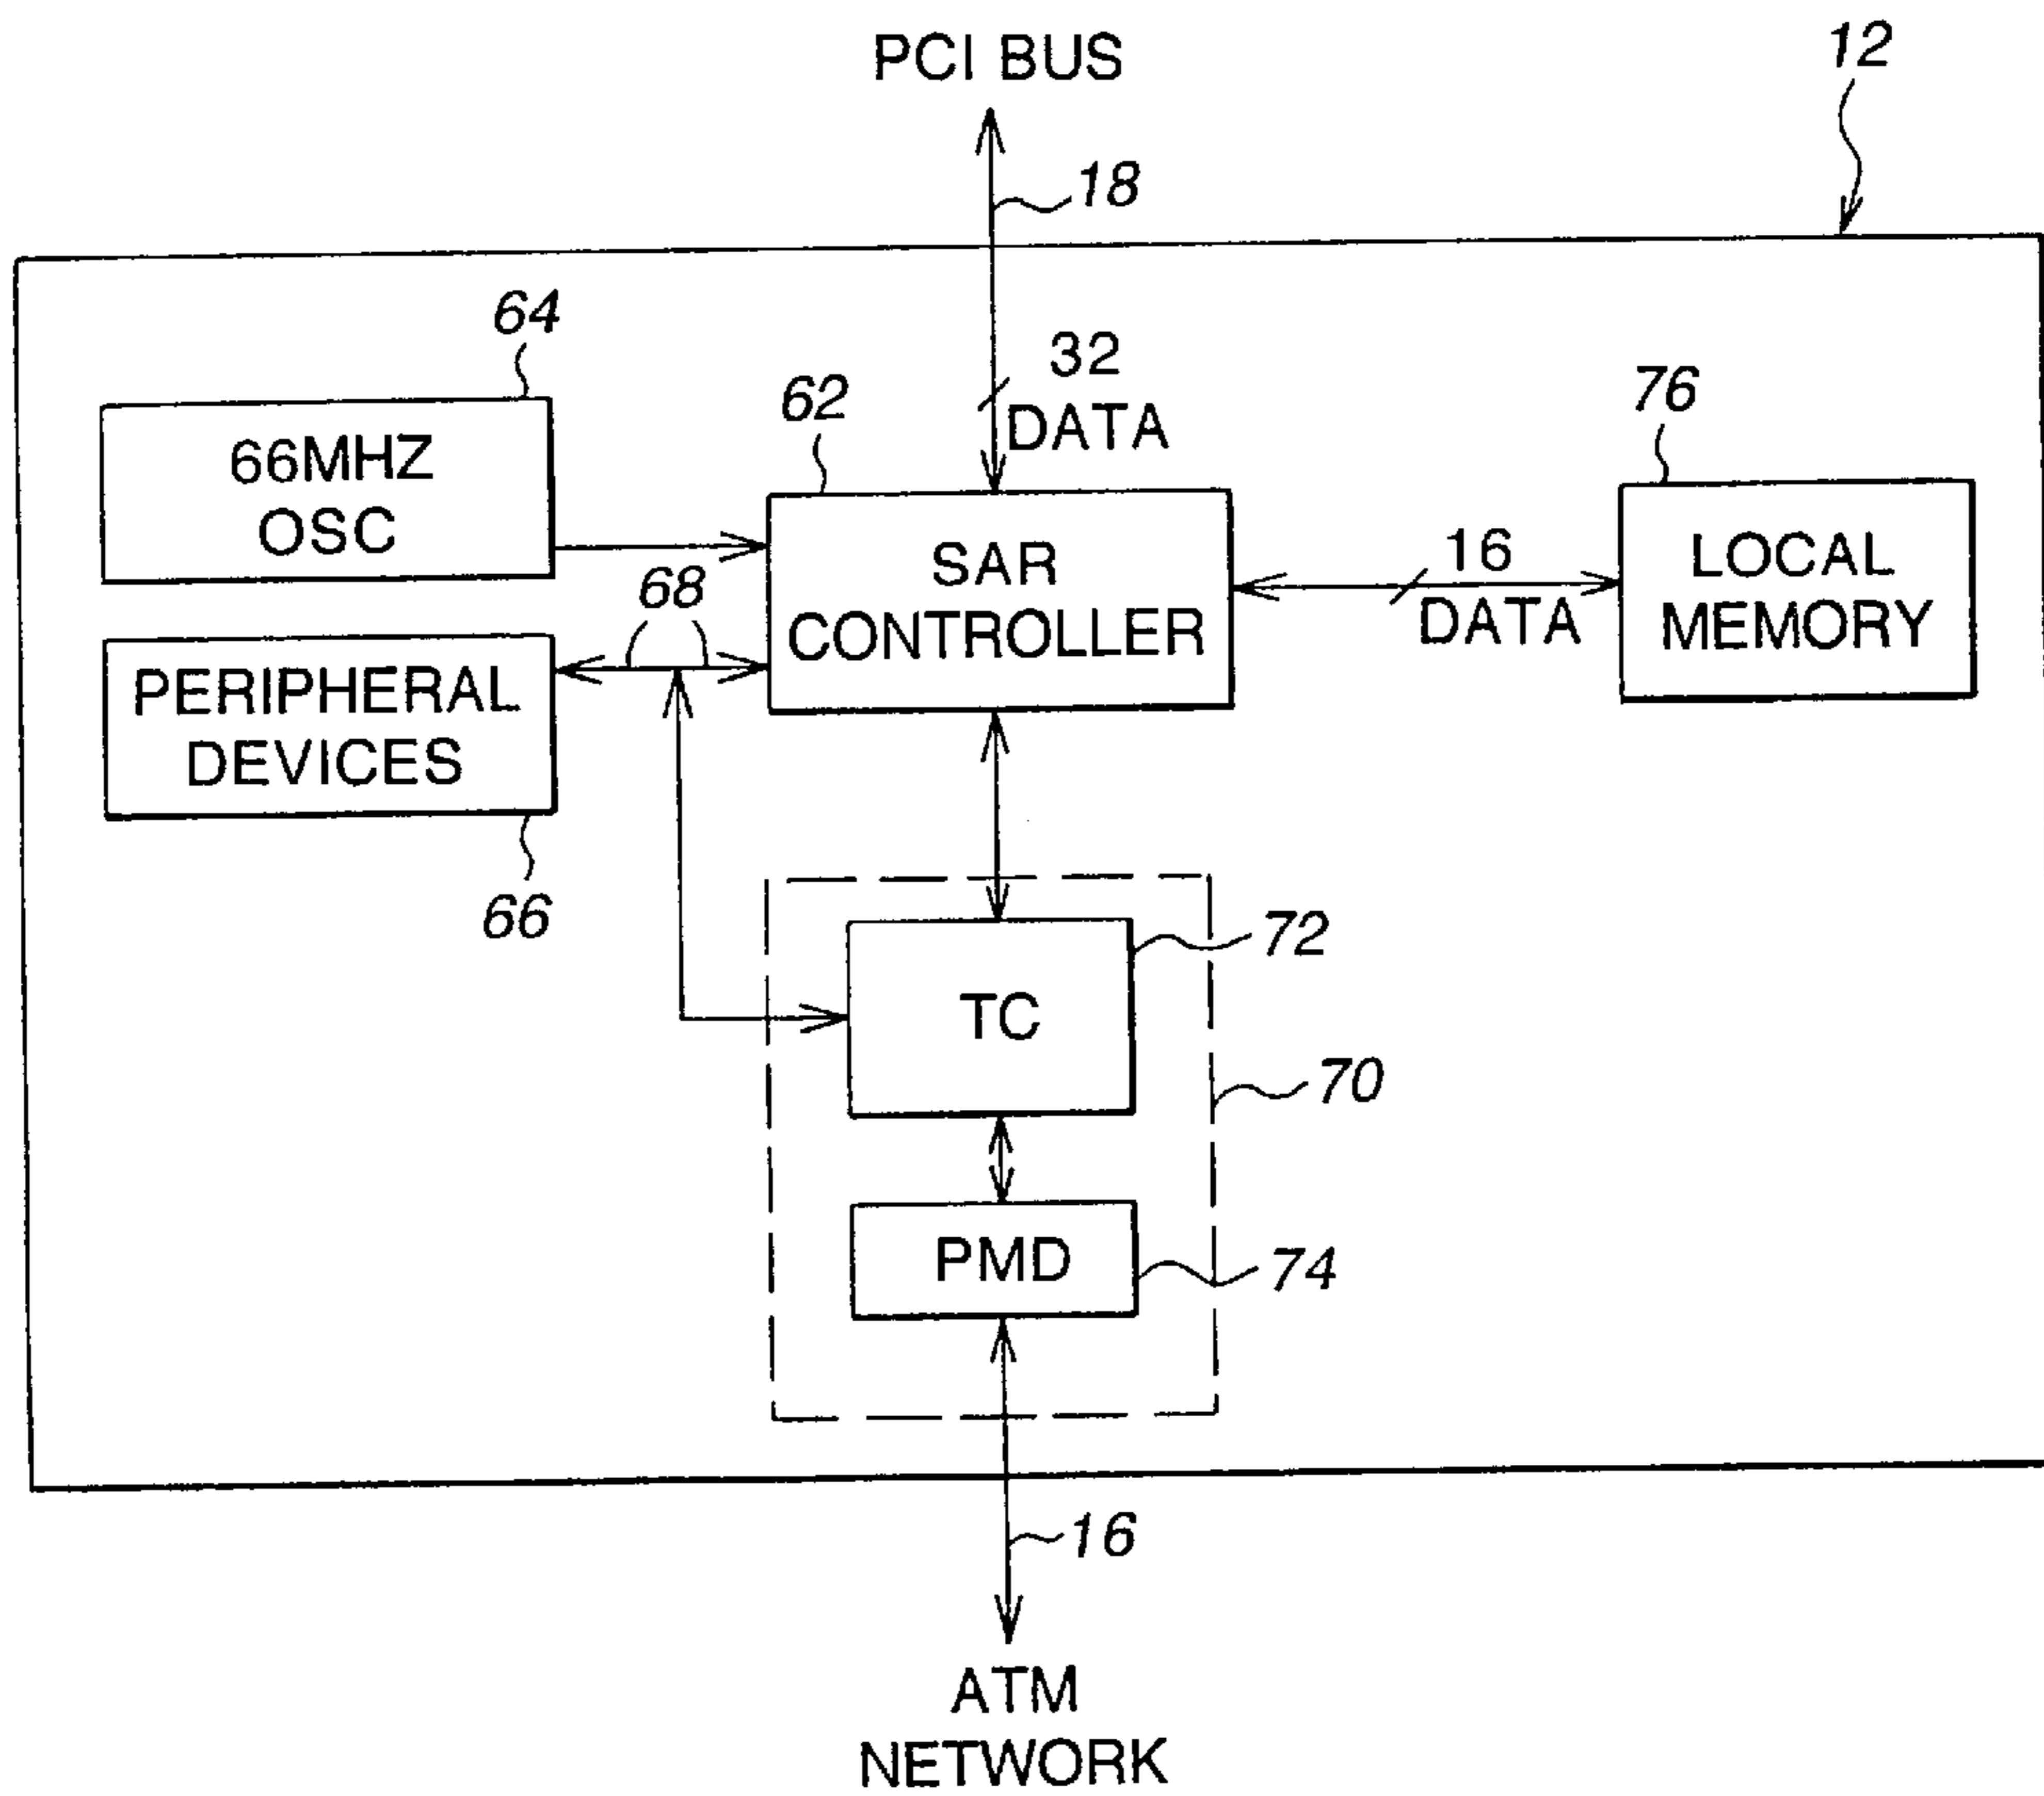 PCI BUS
12
18
64
32
DATA
62
76
66MHZ
OSC
SAR
CONTROLLER
16
DATA
LOCAL
MEMORY
68
PERIPHERAL
DEVICES
66
72
TC
70
PMD
74
16
ATM
NETWORK